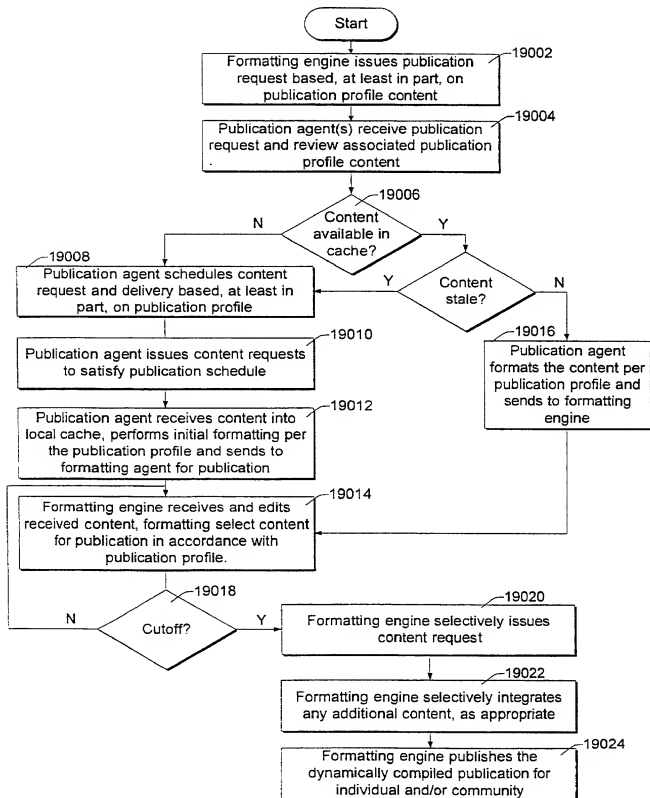 Start
19002
Formatting engine issues publication
request based, at least in part, on
publication profile content
19004
Publication agent(s) receive publication
request and review associated publication
profile content
19006
N
Content
available in
cache?
Y
19008
Publication agent schedules content
request and delivery based, at least in
part, on publication profile
Y
Content
stale?
N
19010
Publication agent issues content requests
to satisfy publication schedule
19016
Publication agent
formats the content per
publication profile and
sends to formatting
engine
19012
Publication agent receives content into
local cache, performs initial formatting per
the publication profile and sends to
formatting agent for publication
19014
Formatting engine receives and edits
received content, formatting select content
for publication in accordance with
publication profile.
19018
N
Cutoff?
Y
19020
Formatting engine selectively issues
content request
19022
Formatting engine selectively integrates
any additional content, as appropriate
19024
Formatting engine publishes the
dynamically compiled publication for
individual and/or community